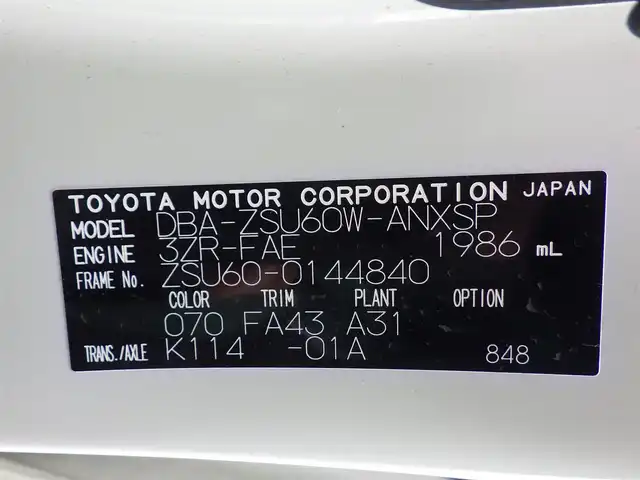 TOYOTA MOTOR CORPORATION JAPAN
MODEL DBA-ZSU60W-ANXSP
ENGINE 3ZR-FAE 1986 mL
FRAME No. ZSU60-0144840
COLOR TRIM PLANT OPTION
070 FA43 A31
TRANS./AXLE K114 -01A 848